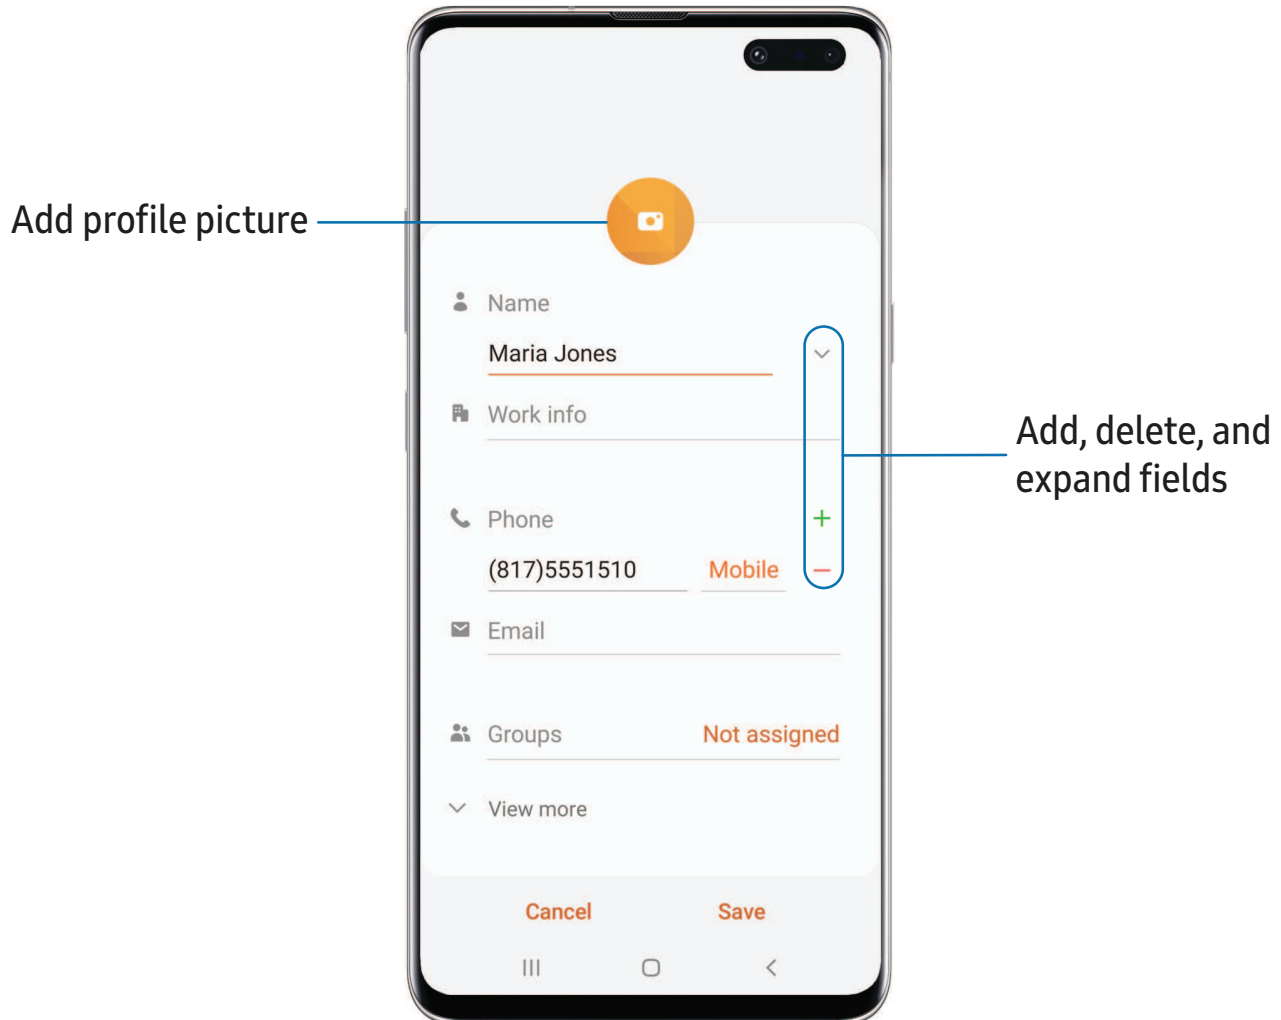 Add profile picture
Name
Maria Jones
Work info
Add, delete, and
expand fields
Phone
(817)5551510 Mobile
Email
Groups Not assigned
View more
Cancel Save